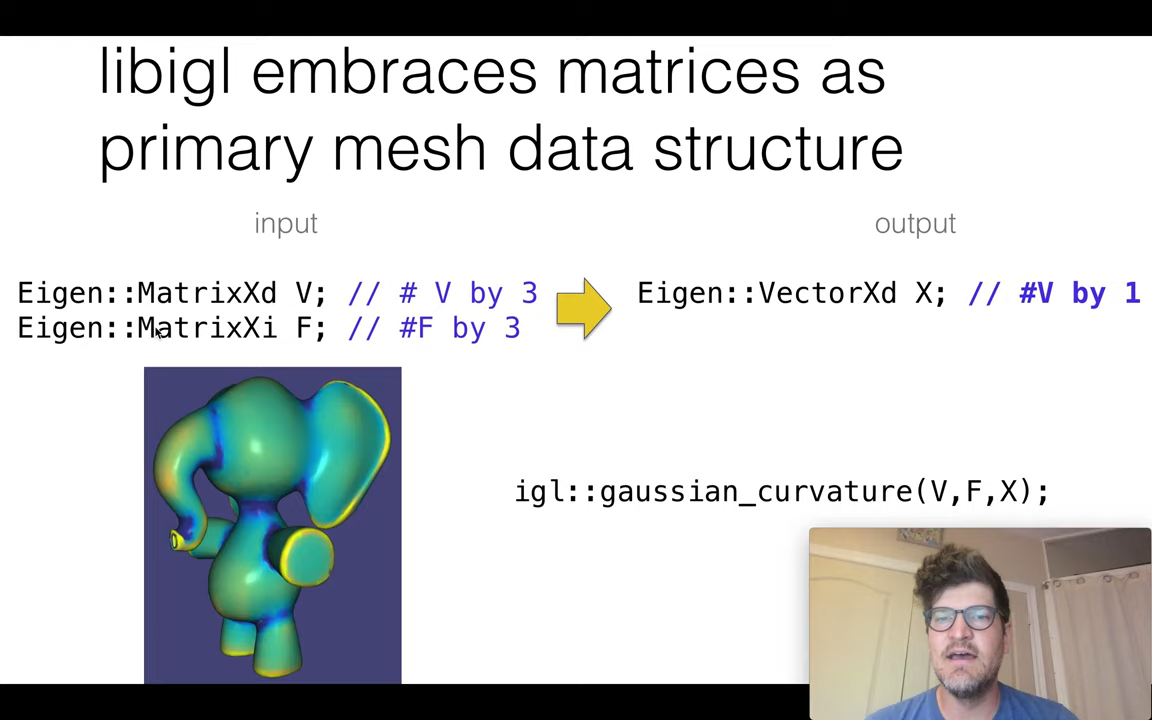 libigl embraces matrices as
primary mesh data structure
input
output
Eigen::MatrixXd V; // # V by 3
Eigen::MatrixXi F; // #F by 3
Eigen::VectorXd X; // #V by 1
igl::gaussian_curvature(V,F,X);